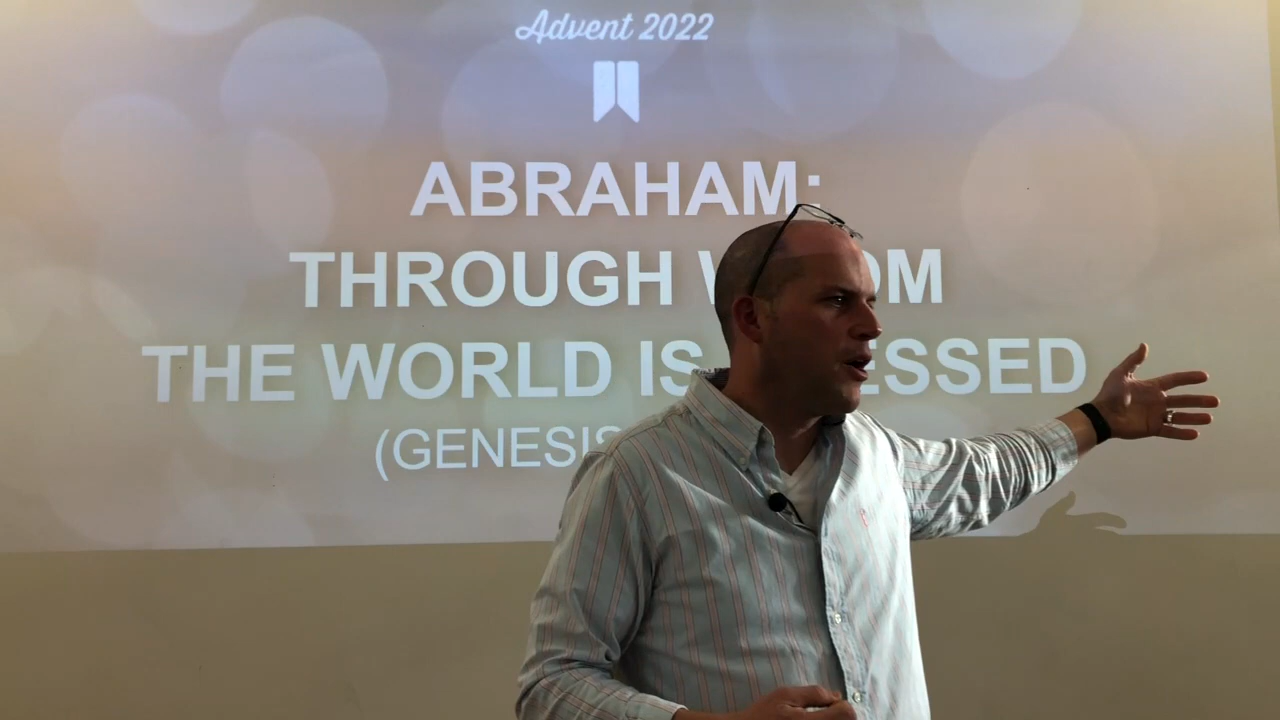 Advent 2022
ABRAHAM:
THROUGH
THE WORLD IS
(GENESIS